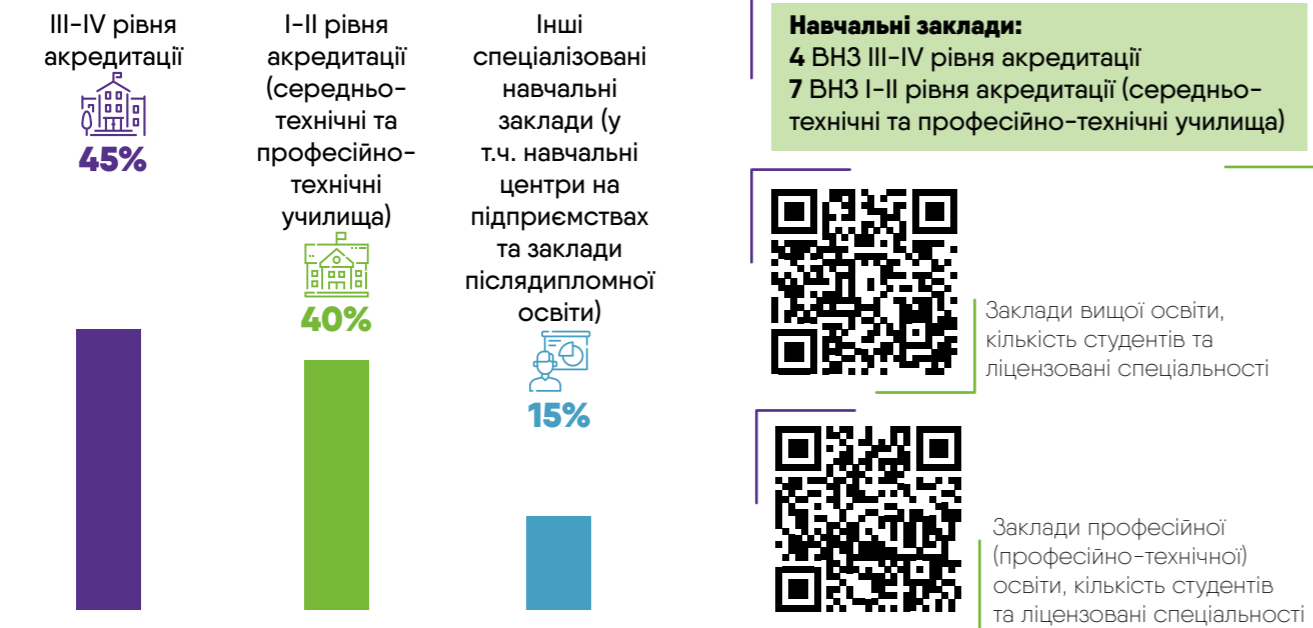 III-IV рівня
акредитації
45%
I-II рівня
акредитації
(середньо-
технічні та
професійно-
технічні
училища)
40%
Інші
спеціалізовані
навчальні
заклади (у
т.ч. навчальні
центри на
підприємствах
та заклади
післядипломної
освіти)
15%
Навчальні заклади:
4 ВНЗ III-IV рівня акредитації
7 ВНЗ I-II рівня акредитації (середньо-
технічні та професійно-технічні училища)
Заклади вищої освіти,
кількість студентів та
ліцензовані спеціальності
Заклади професійної
(професійно-технічної)
освіти, кількість студентів
та ліцензовані спеціальності